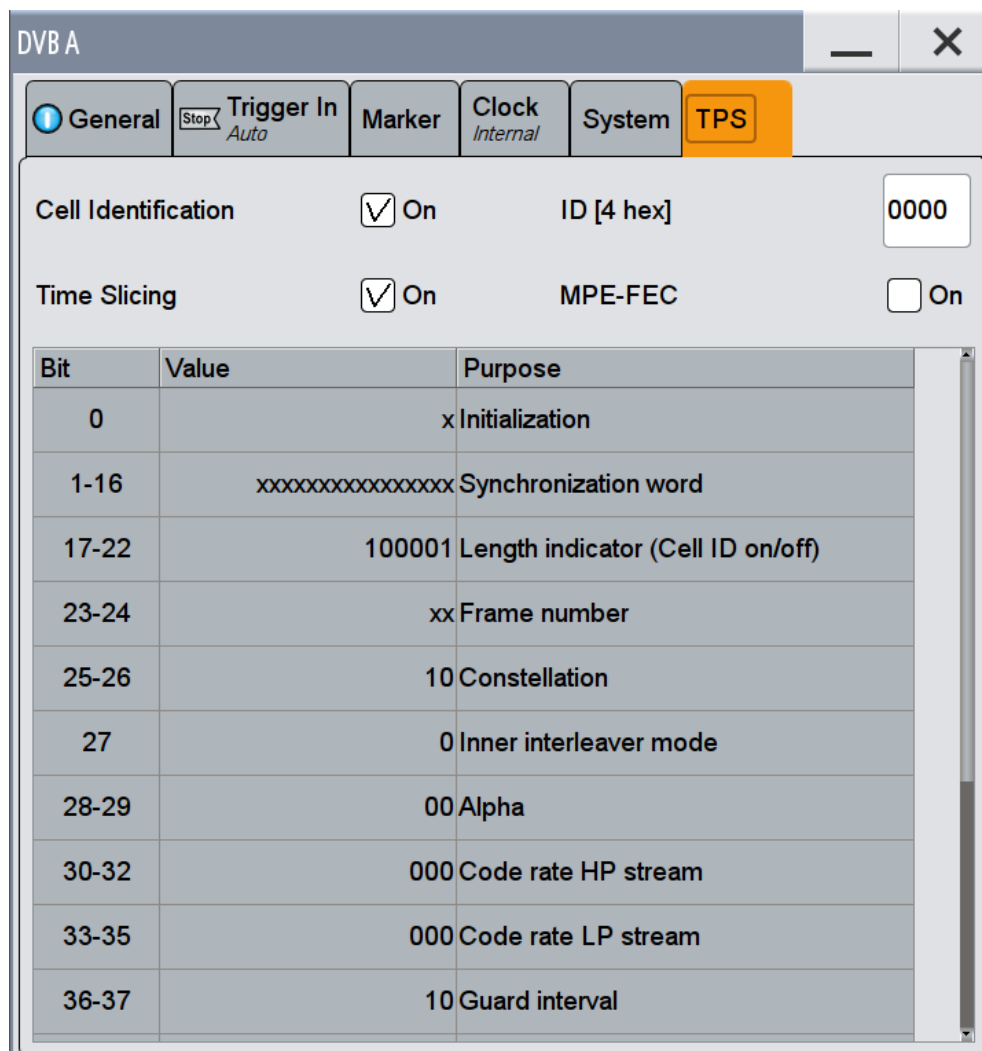 DVB A
General
Stop
Trigger In
Auto
Marker
Clock
Internal
System
TPS
Cell Identification On ID [4 hex] 0000
Time Slicing On MPE-FEC On
Bit Value Purpose
0 x Initialization
1-16 xxxxxxxxxxxxxxxx Synchronization word
17-22 100001 Length indicator (Cell ID on/off)
23-24 xx Frame number
25-26 10 Constellation
27 0 Inner interleaver mode
28-29 00 Alpha
30-32 000 Code rate HP stream
33-35 000 Code rate LP stream
36-37 10 Guard interval